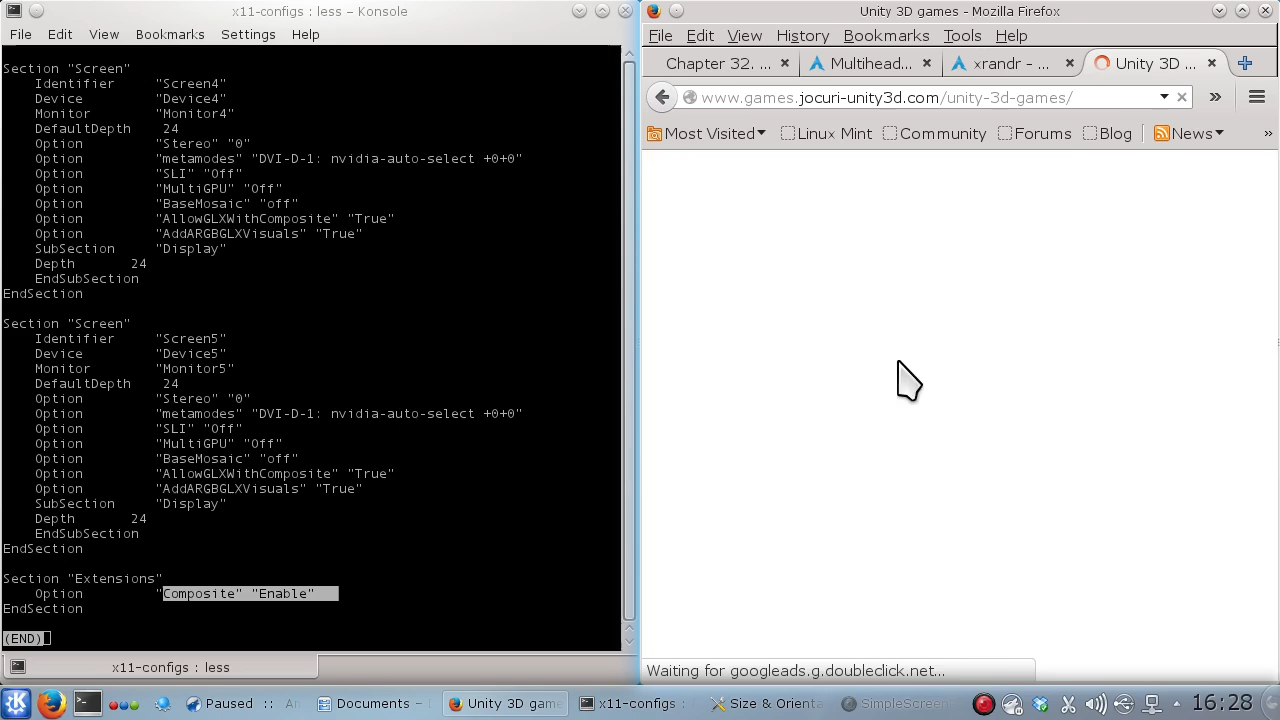 x11-configs : less – Konsole
File Edit View Bookmarks Settings Help
Section "Screen"
Identifier "Screen4"
Device "Device4"
Monitor "Monitor4"
DefaultDepth 24
Option "Stereo" "0"
Option "metamodes" "DVI-D-1: nvidia-auto-select +0+0"
Option "SLI" "Off"
Option "MultiGPU" "Off"
Option "BaseMosaic" "off"
Option "AllowGLXWithComposite" "True"
Option "AddARGBGLXVisuals" "True"
SubSection "Display"
Depth 24
EndSubSection
EndSection
Section "Screen"
Identifier "Screen5"
Device "Device5"
Monitor "Monitor5"
DefaultDepth 24
Option "Stereo" "0"
Option "metamodes" "DVI-D-1: nvidia-auto-select +0+0"
Option "SLI" "Off"
Option "MultiGPU" "Off"
Option "BaseMosaic" "off"
Option "AllowGLXWithComposite" "True"
Option "AddARGBGLXVisuals" "True"
SubSection "Display"
Depth 24
EndSubSection
EndSection
Section "Extensions"
Option "Composite" "Enable"
EndSection
(END)
x11-configs : less
Unity 3D games - Mozilla Firefox
File Edit View History Bookmarks Tools Help
Chapter 32. ... Multihead... xrandr - ... Unity 3D ...
www.games.jocuri-unity3d.com/unity-3d-games/ »
Most Visited Linux Mint Community Forums Blog News »
Waiting for googleads.g.doubleclick.net...
Paused :: Documents – Unity 3D game x11-configs : Size & Orienta SimpleScreen 16:28